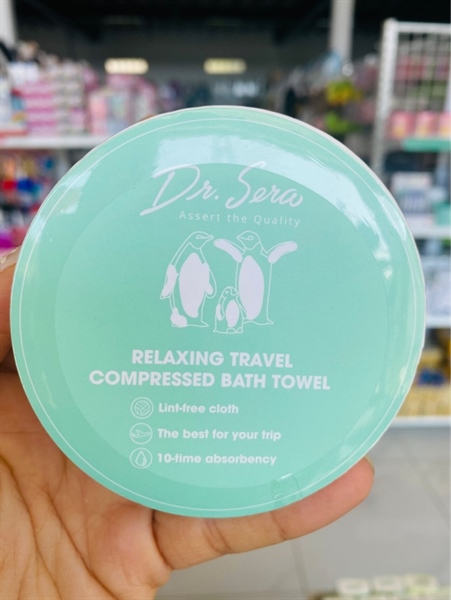 Dr. Sera
Assert the Quality
RELAXING TRAVEL
COMPRESSED BATH TOWEL
Lint-free cloth
The best for your trip
10-time absorbency